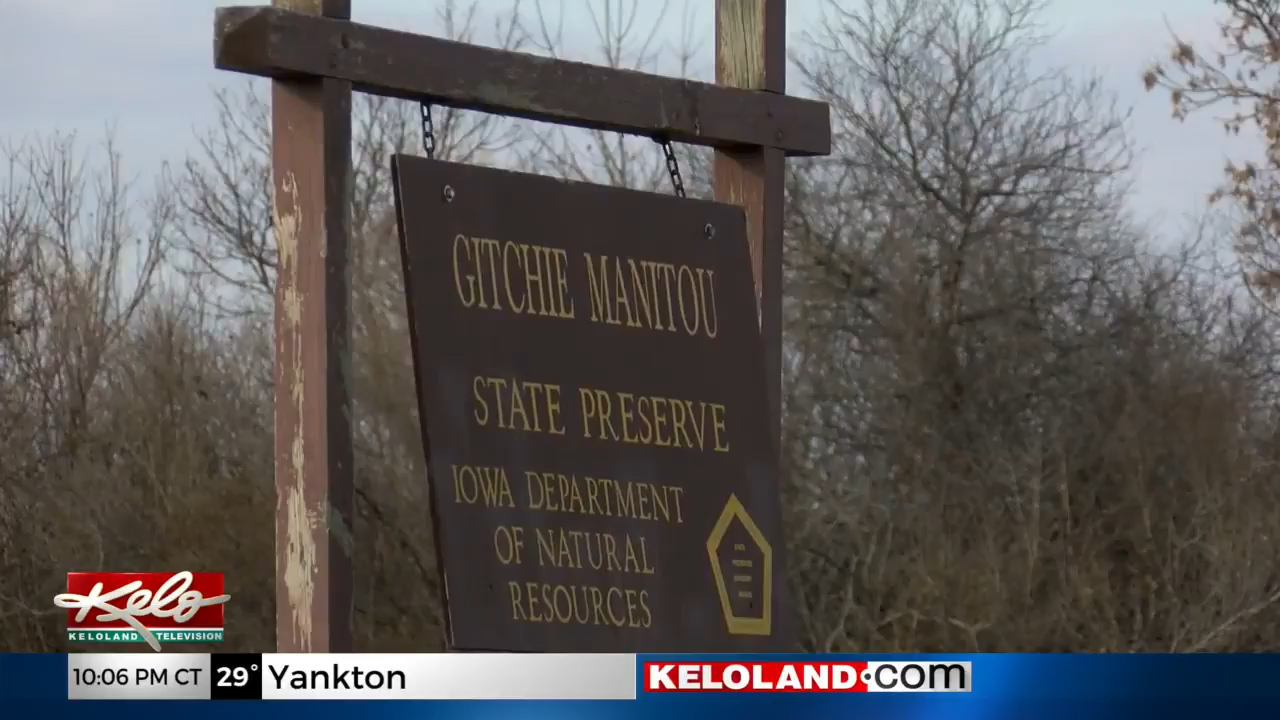 GITCHIE MANITOU
STATE PRESERVE
IOWA DEPARTMENT
OF NATURAL
RESOURCES
Kelo
KELOLAND TELEVISION
10:06 PM CT 29° Yankton KELOLAND.com